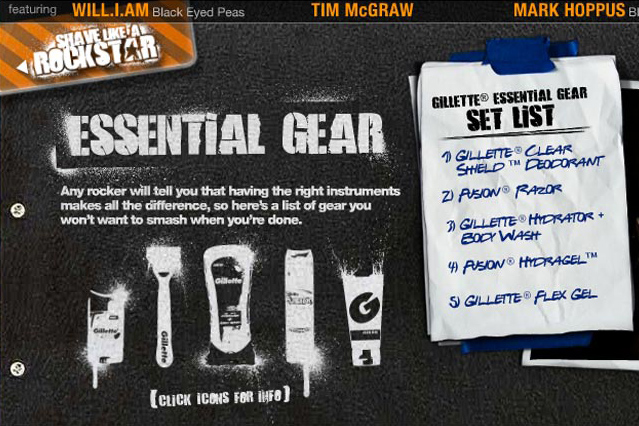 featuring WILL.I.AM Black Eyed Peas TIM McGRAW MARK HOPPUS Bl
SHAVE LIKE A
ROCKSTAR
ESSENTIAL GEAR
Any rocker will tell you that having the right instruments
makes all the difference, so here's a list of gear you
won't want to smash when you're done.
Gillette
Gillette
Gillette
G
[CLICK ICONS FOR INFO]
GILLETTE® ESSENTIAL GEAR
SET LIST
1) GILLETTE® CLEAR
SHIELD™ DEODORANT
2) FUSION® RAZOR
3) GILLETTE® HYDRATOR +
BODY WASH
4) FUSION® HYDRAGEL™
5) GILLETTE® FLEX GEL